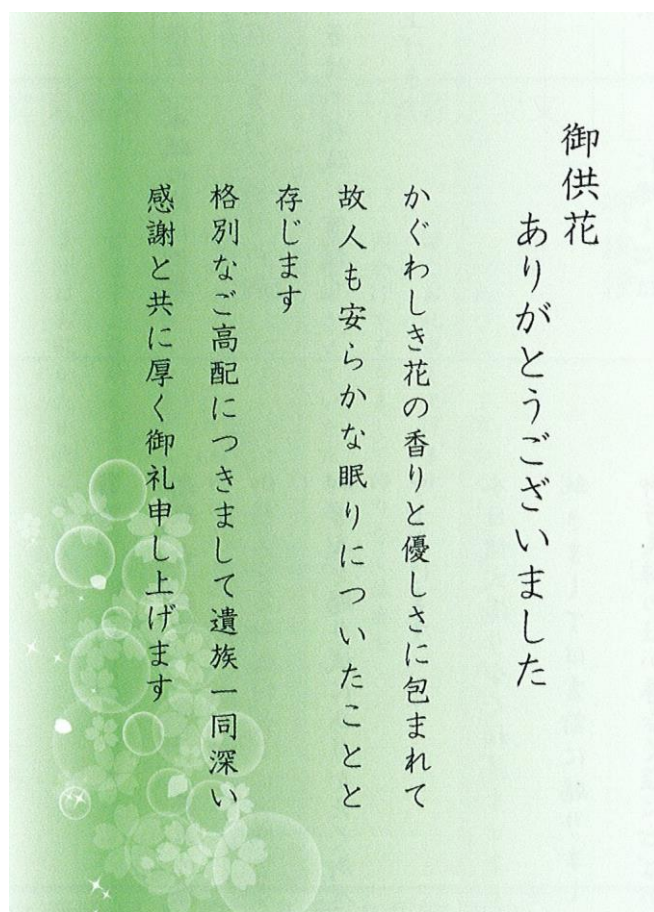 御供花
ありがとうございました
かぐわしき花の香りと優しさに包まれて
故人も安らかな眠りについたことと
存じます
格別なご高配につきまして遺族一同深い
感謝と共に厚く御礼申し上げます